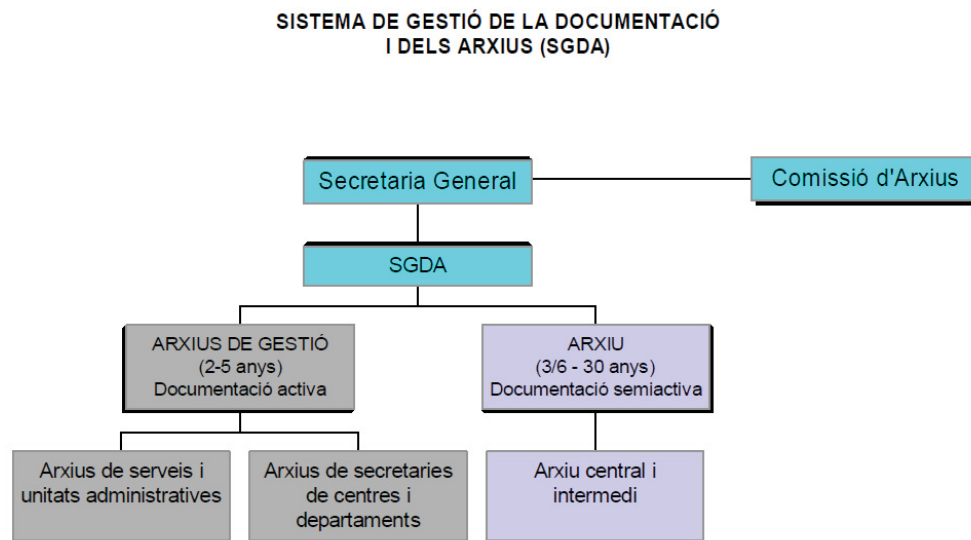 SISTEMA DE GESTIÓ DE LA DOCUMENTACIÓ
I DELS ARXIUS (SGDA)
Secretaria General
Comissió d'Arxius
SGDA
ARXIUS DE GESTIÓ
(2-5 anys)
Documentació activa
ARXIU
(3/6 - 30 anys)
Documentació semiactiva
Arxius de serveis i
unitats administratives
Arxius de secretaries
de centres i
departaments
Arxiu central i
intermedi